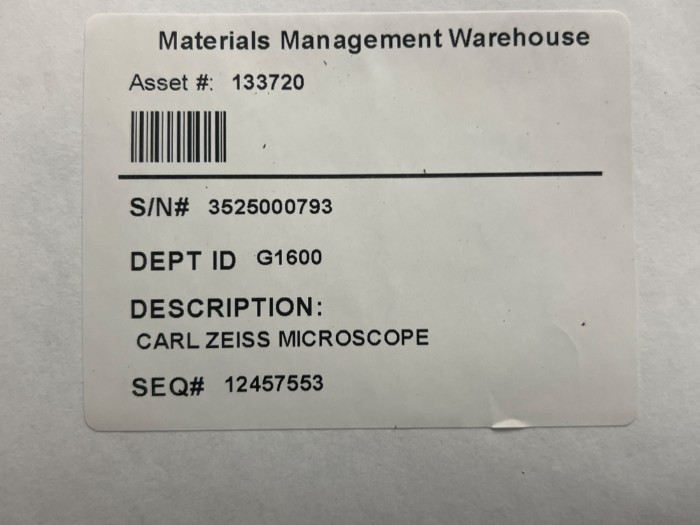 Materials Management Warehouse
Asset #: 133720
S/N# 3525000793
DEPT ID G1600
DESCRIPTION:
CARL ZEISS MICROSCOPE
SEQ# 12457553